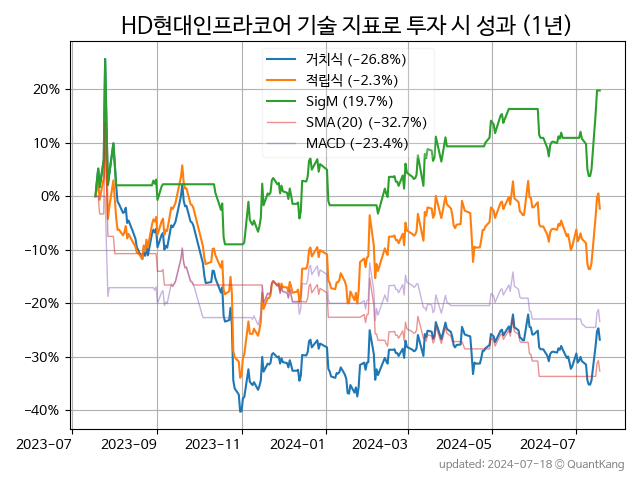 HD현대인프라코어 기술 지표로 투자 시 성과 (1년)
거치식 (−26.8%)
적립식 (−2.3%)
SigM (19.7%)
SMA(20) (−32.7%)
MACD (−23.4%)
20%
10%
0%
−10%
−20%
−30%
−40%
2023-07 2023-09 2023-11 2024-01 2024-03 2024-05 2024-07
updated: 2024-07-18 © QuantKang